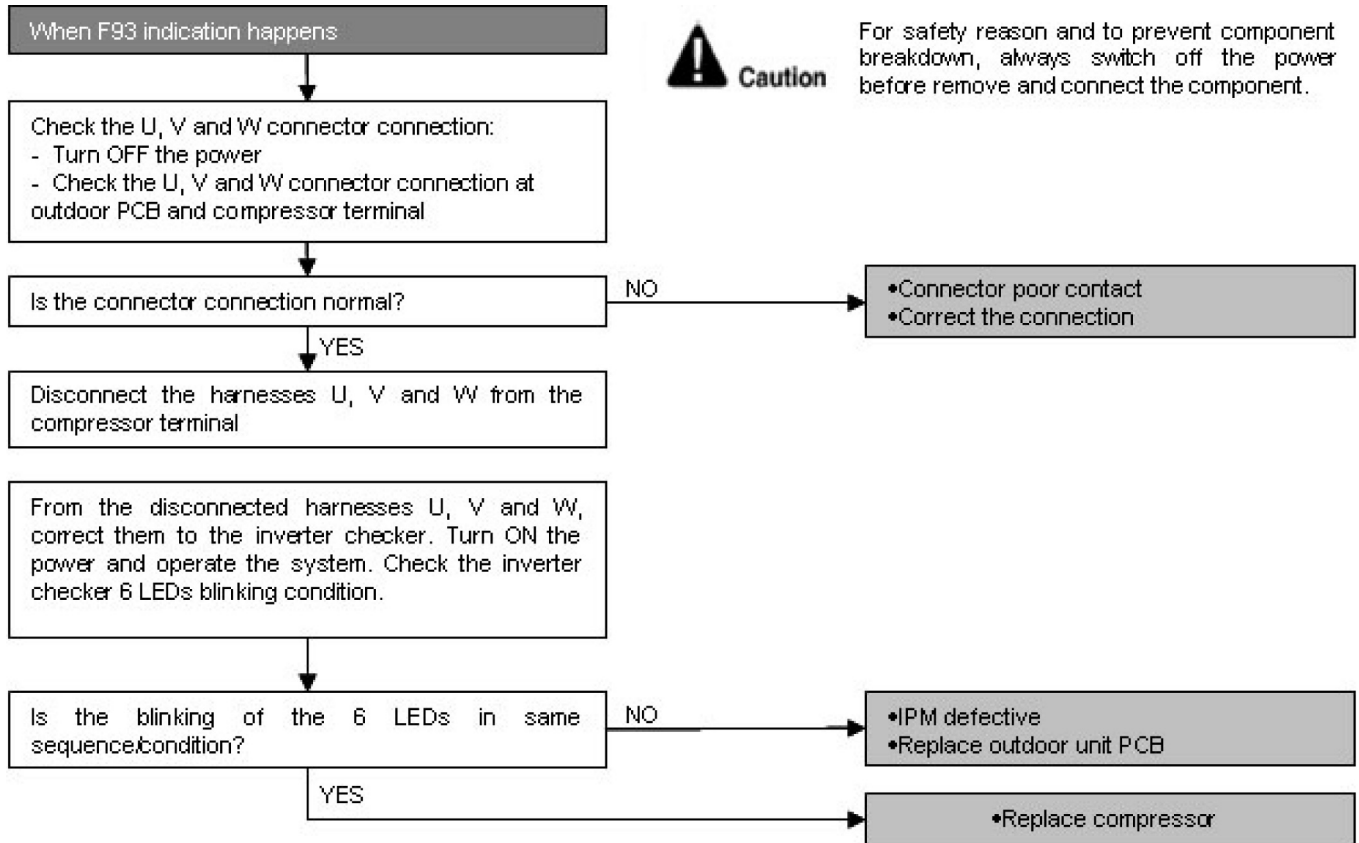 When F93 indication happens
Caution
For safety reason and to prevent component
breakdown, always switch off the power
before remove and connect the component.
Check the U, V and W connector connection:
- Turn OFF the power
- Check the U, V and W connector connection at
outdoor PCB and compressor terminal
Is the connector connection normal?
NO
•Connector poor contact
•Correct the connection
YES
Disconnect the harnesses U, V and W from the
compressor terminal
From the disconnected harnesses U, V and W,
correct them to the inverter checker. Turn ON the
power and operate the system. Check the inverter
checker 6 LEDs blinking condition.
Is the blinking of the 6 LEDs in same
sequence/condition?
NO
•IPM defective
•Replace outdoor unit PCB
YES
•Replace compressor